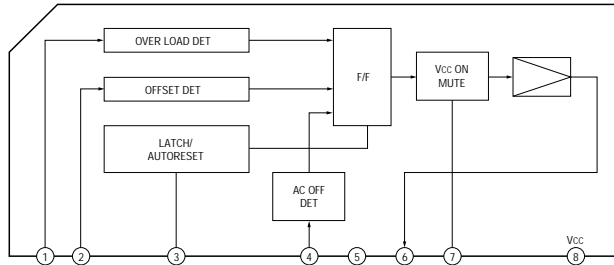 OVER LOAD DET
F/F
VCC ON
MUTE
OFFSET DET
LATCH/
AUTORESET
AC OFF
DET
VCC
1 2 3 4 5 6 7 8